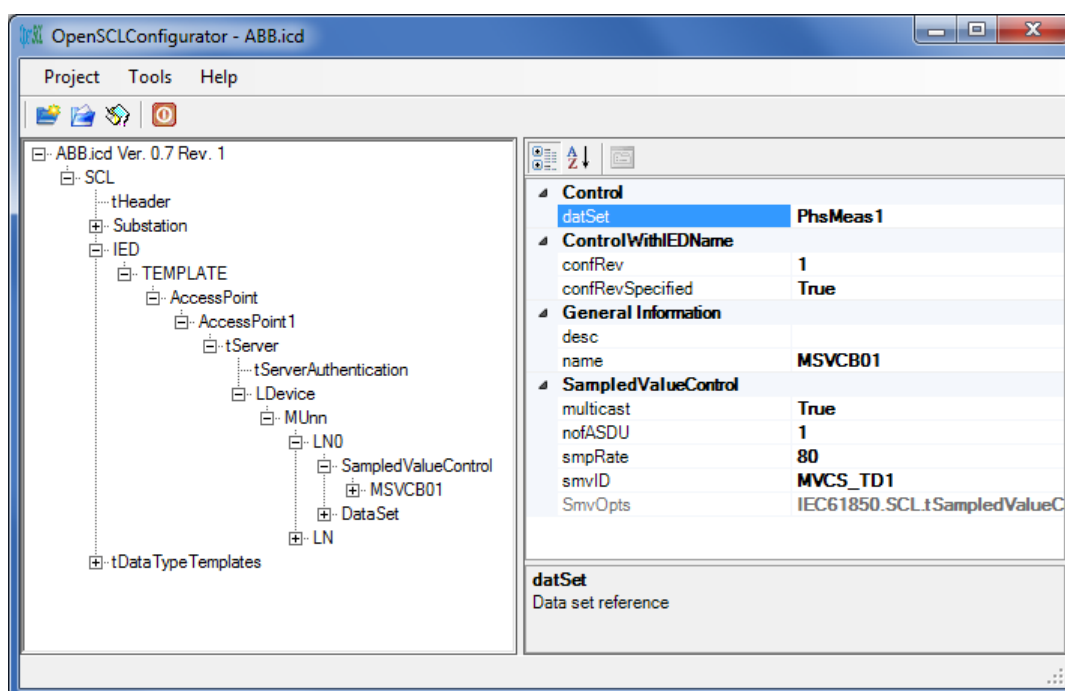 OpenSCLConfigurator - ABB.icd
Project Tools Help
ABB.icd Ver. 0.7 Rev. 1
SCL
tHeader
Substation
IED
TEMPLATE
AccessPoint
AccessPoint1
tServer
tServerAuthentication
LDevice
MUnn
LN0
SampledValueControl
MSVCB01
DataSet
LN
tDataTypeTemplates
Control
datSet PhsMeas1
ControlWithIEDName
confRev 1
confRevSpecified True
General Information
desc
name MSVCB01
SampledValueControl
multicast True
nofASDU 1
smpRate 80
smvID MVCS_TD1
SmvOpts IEC61850.SCL.tSampledValueC
datSet
Data set reference